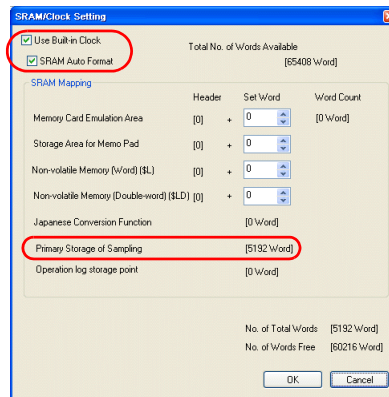 SRAM/Clock Setting
Use Built-in Clock
SRAM Auto Format
Total No. of Words Available
[65408 Word]
SRAM Mapping
Header Set Word Word Count
Memory Card Emulation Area [0] + 0 [0 Word]
Storage Area for Memo Pad [0] + 0
Non-volatile Memory (Word) ($L) [0] + 0
Non-volatile Memory (Double-word) ($LD) [0] + 0
Japanese Conversion Function [0 Word]
Primary Storage of Sampling [5192 Word]
Operation log storage point [0 Word]
No. of Total Words [5192 Word]
No. of Words Free [60216 Word]
OK Cancel